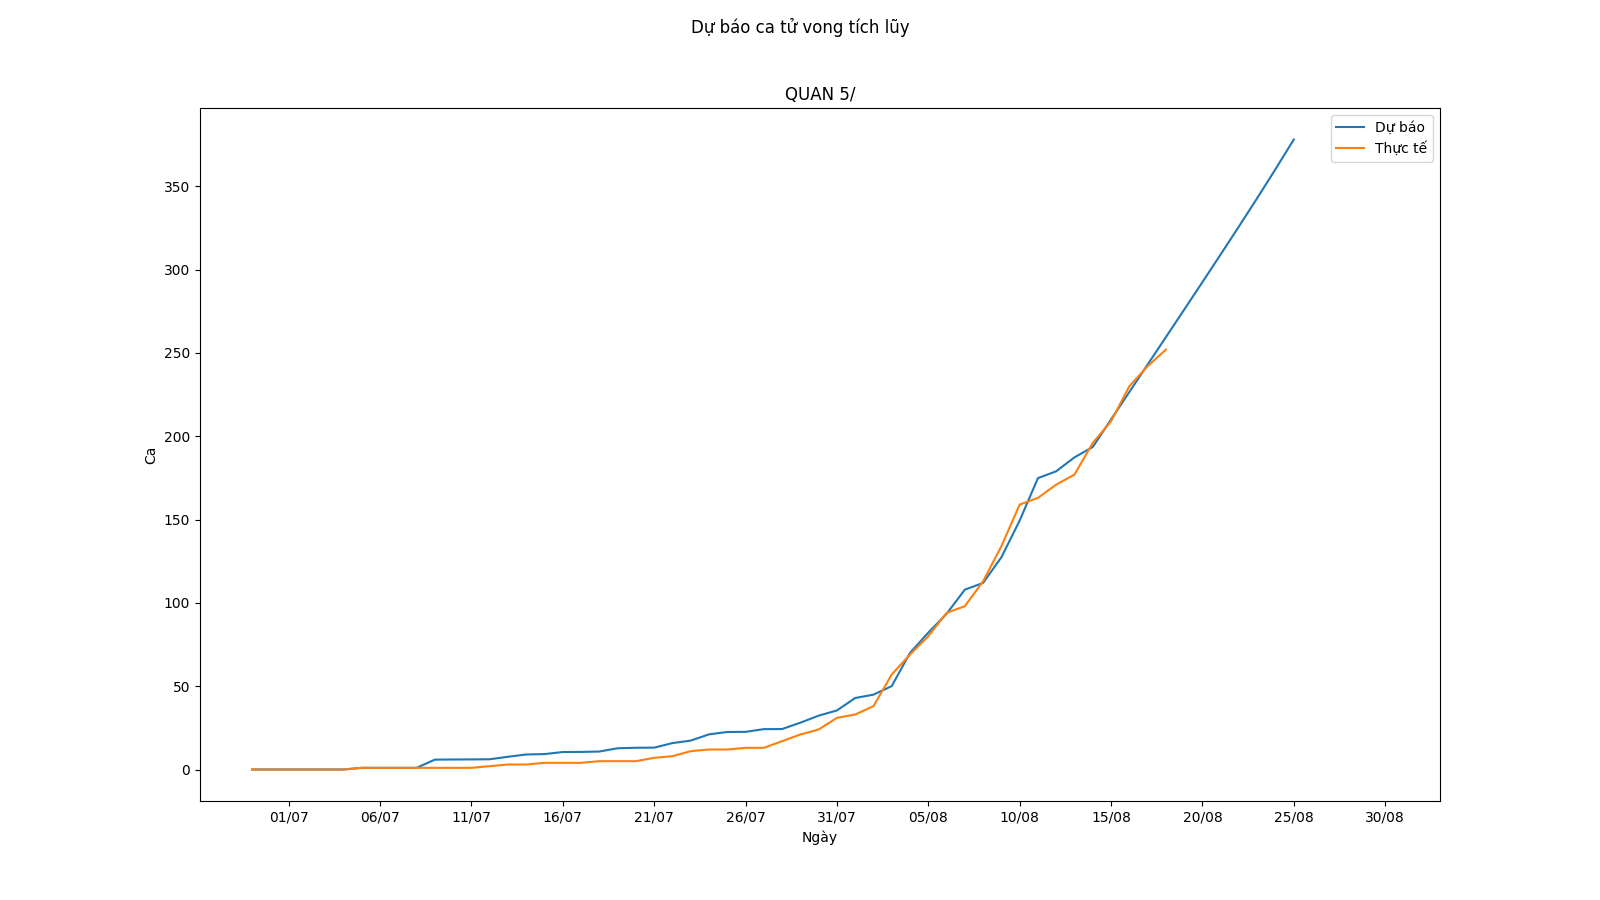 Dự báo ca tử vong tích lũy
QUAN 5/
Dự báo
Thực tế
350
300
250
200
150
100
50
0
Ca
01/07 06/07 11/07 16/07 21/07 26/07 31/07 05/08 10/08 15/08 20/08 25/08 30/08
Ngày